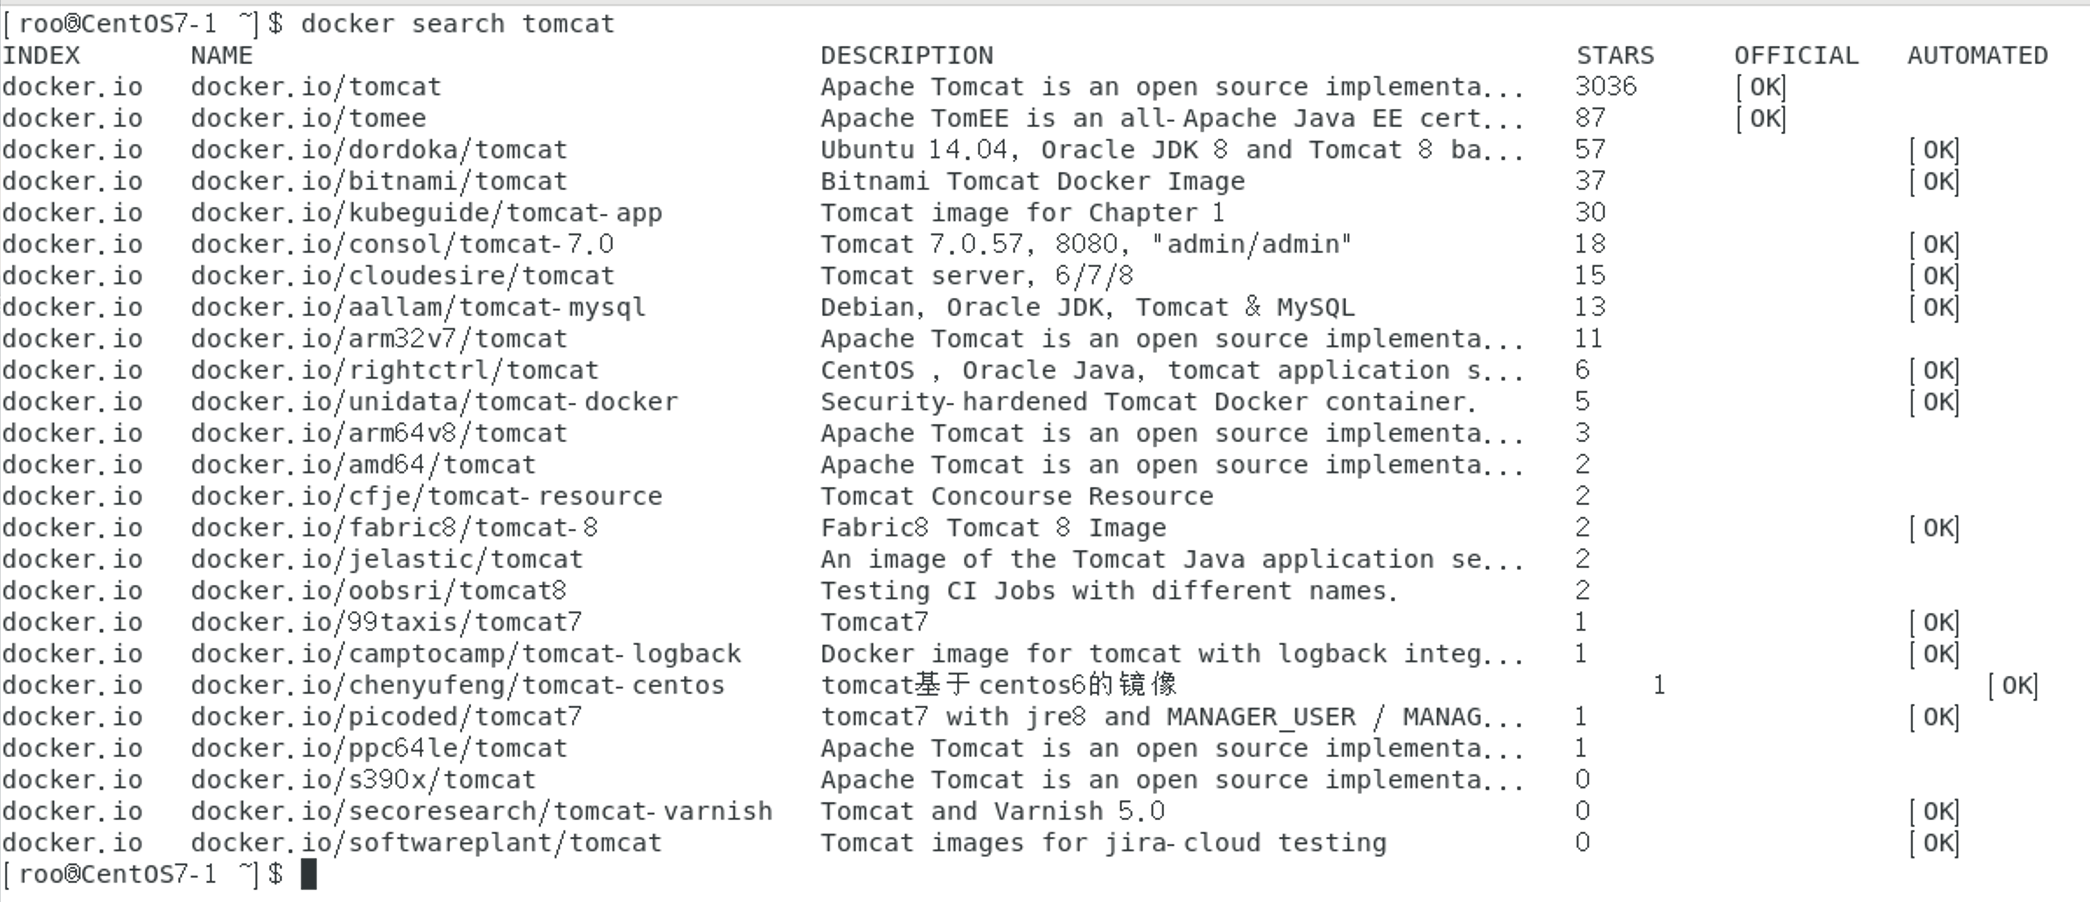 [roo@CentOS7-1 ~]$ docker search tomcat
INDEX NAME DESCRIPTION STARS OFFICIAL AUTOMATED
docker.io docker.io/tomcat Apache Tomcat is an open source implementa... 3036 [OK]
docker.io docker.io/tomee Apache TomEE is an all-Apache Java EE cert... 87 [OK]
docker.io docker.io/dordoka/tomcat Ubuntu 14.04, Oracle JDK 8 and Tomcat 8 ba... 57 [OK]
docker.io docker.io/bitnami/tomcat Bitnami Tomcat Docker Image 37 [OK]
docker.io docker.io/kubeguide/tomcat-app Tomcat image for Chapter 1 30
docker.io docker.io/consol/tomcat-7.0 Tomcat 7.0.57, 8080, "admin/admin" 18 [OK]
docker.io docker.io/cloudesire/tomcat Tomcat server, 6/7/8 15 [OK]
docker.io docker.io/aallam/tomcat-mysql Debian, Oracle JDK, Tomcat & MySQL 13 [OK]
docker.io docker.io/arm32v7/tomcat Apache Tomcat is an open source implementa... 11
docker.io docker.io/rightctrl/tomcat CentOS , Oracle Java, tomcat application s... 6 [OK]
docker.io docker.io/unidata/tomcat-docker Security-hardened Tomcat Docker container. 5 [OK]
docker.io docker.io/arm64v8/tomcat Apache Tomcat is an open source implementa... 3
docker.io docker.io/amd64/tomcat Apache Tomcat is an open source implementa... 2
docker.io docker.io/cfje/tomcat-resource Tomcat Concourse Resource 2
docker.io docker.io/fabric8/tomcat-8 Fabric8 Tomcat 8 Image 2 [OK]
docker.io docker.io/jelastic/tomcat An image of the Tomcat Java application se... 2
docker.io docker.io/oobsri/tomcat8 Testing CI Jobs with different names. 2
docker.io docker.io/99taxis/tomcat7 Tomcat7 1 [OK]
docker.io docker.io/camptocamp/tomcat-logback Docker image for tomcat with logback integ... 1 [OK]
docker.io docker.io/chenyufeng/tomcat-centos tomcat基于centos6的镜像 1 [OK]
docker.io docker.io/picoded/tomcat7 tomcat7 with jre8 and MANAGER_USER / MANAG... 1 [OK]
docker.io docker.io/ppc64le/tomcat Apache Tomcat is an open source implementa... 1
docker.io docker.io/s390x/tomcat Apache Tomcat is an open source implementa... 0
docker.io docker.io/secoresearch/tomcat-varnish Tomcat and Varnish 5.0 0 [OK]
docker.io docker.io/softwareplant/tomcat Tomcat images for jira-cloud testing 0 [OK]
[roo@CentOS7-1 ~]$